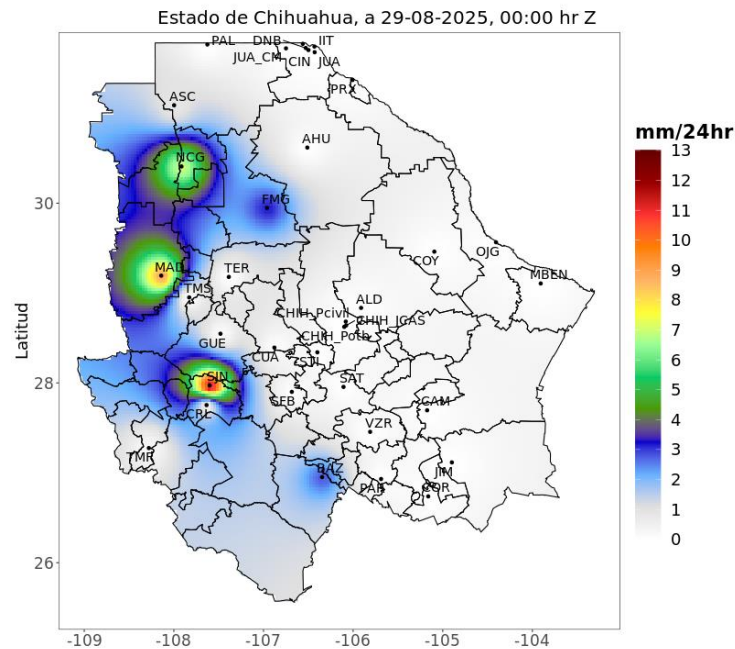 Estado de Chihuahua, a 29-08-2025, 00:00 hr Z
PAL
DNB
IIT
JUA_CM
CIN
JUA
PRX
ASC
AHU
NCG
FMG
COY
OJG
MBEN
MAD
TER
TMS
ALD
CHIH_Pcivil
CHIH_JCAS
CHIH_Potb
GUE
CUA
STI
SIN
SAT
SFB
CAM
CRL
VZR
TMR
BAZ
JIM
PAR
COR
Latitud
30
28
26
-109
-108
-107
-106
-105
-104
mm/24hr
13
12
11
10
9
8
7
6
5
4
3
2
1
0